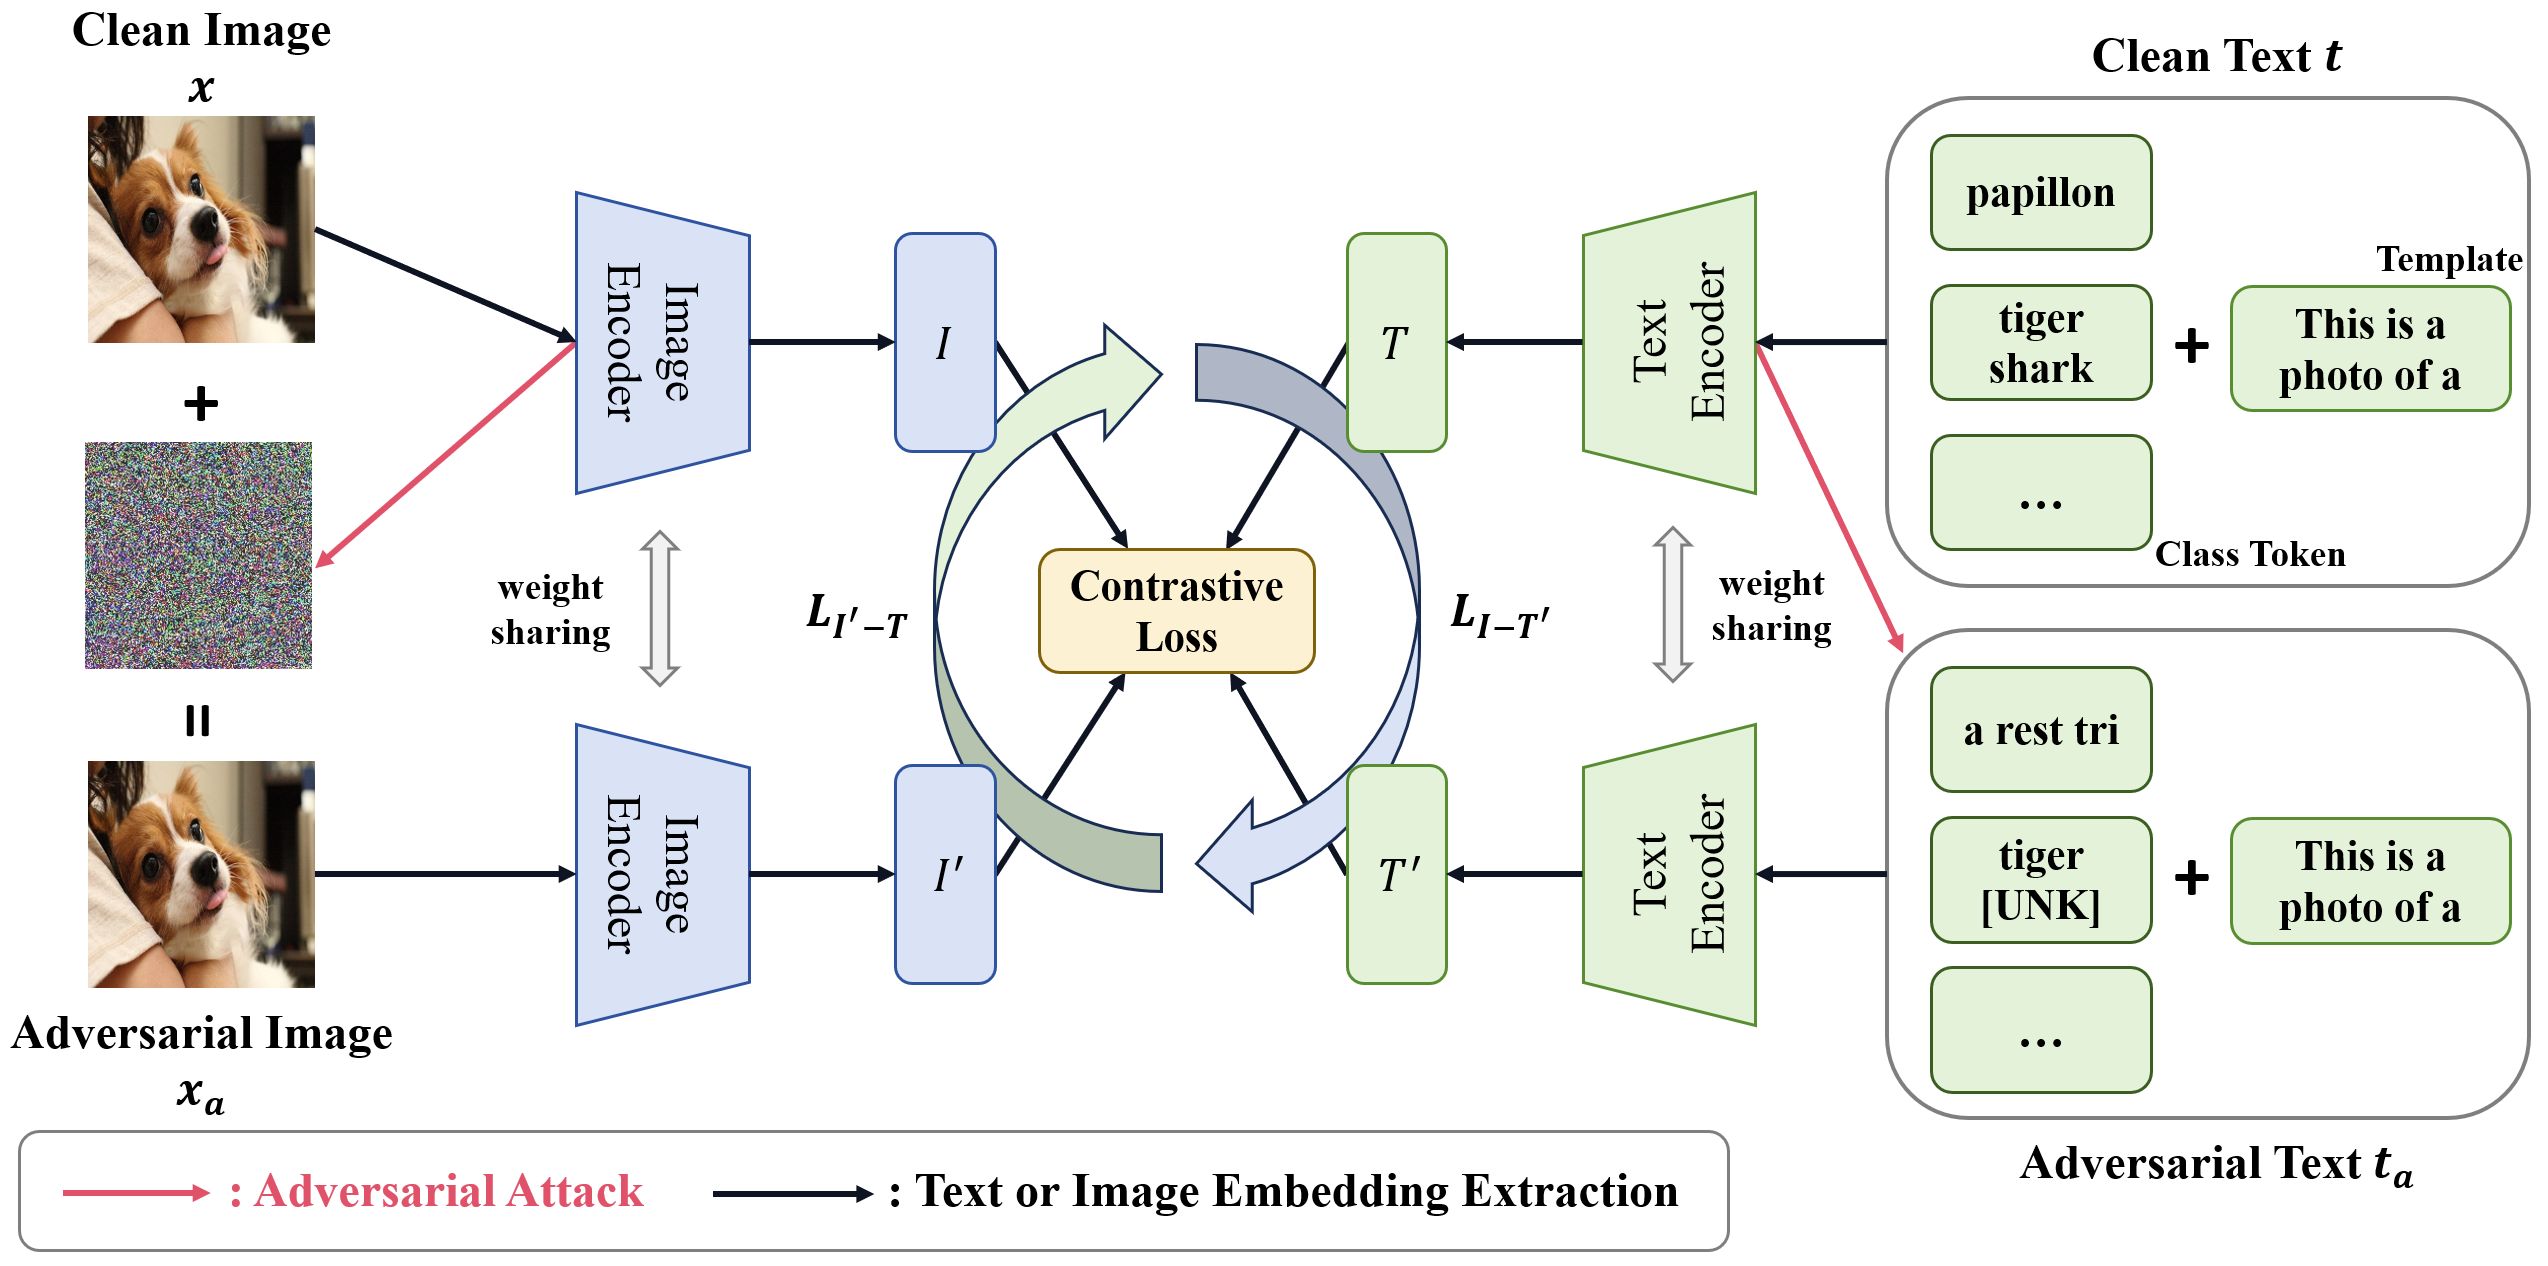 Clean Image
x
+
=
Adversarial Image
x_a
Image
Encoder
weight
sharing
Image
Encoder
I
I′
L_{I′−T}
Contrastive
Loss
L_{I−T′}
T
T′
Text
Encoder
weight
sharing
Text
Encoder
Clean Text t
papillon
Template
tiger
shark
+
This is a
photo of a
...
Class Token
a rest tri
tiger
[UNK]
+
This is a
photo of a
...
Adversarial Text t_a
: Adversarial Attack
: Text or Image Embedding Extraction